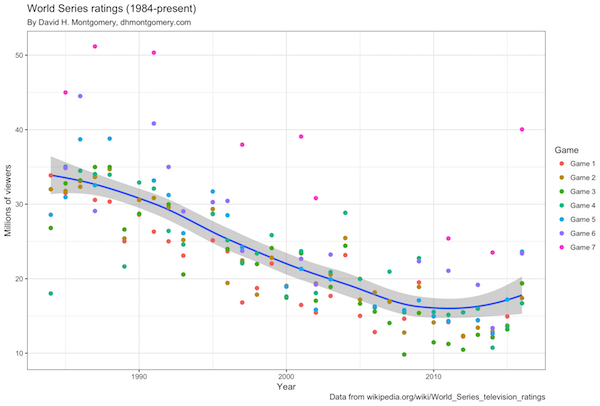 World Series ratings (1984-present)
By David H. Montgomery, dhmontgomery.com
50
40
30
20
10
Millions of viewers
1990
2000
2010
Year
Game
Game 1
Game 2
Game 3
Game 4
Game 5
Game 6
Game 7
Data from wikipedia.org/wiki/World_Series_television_ratings